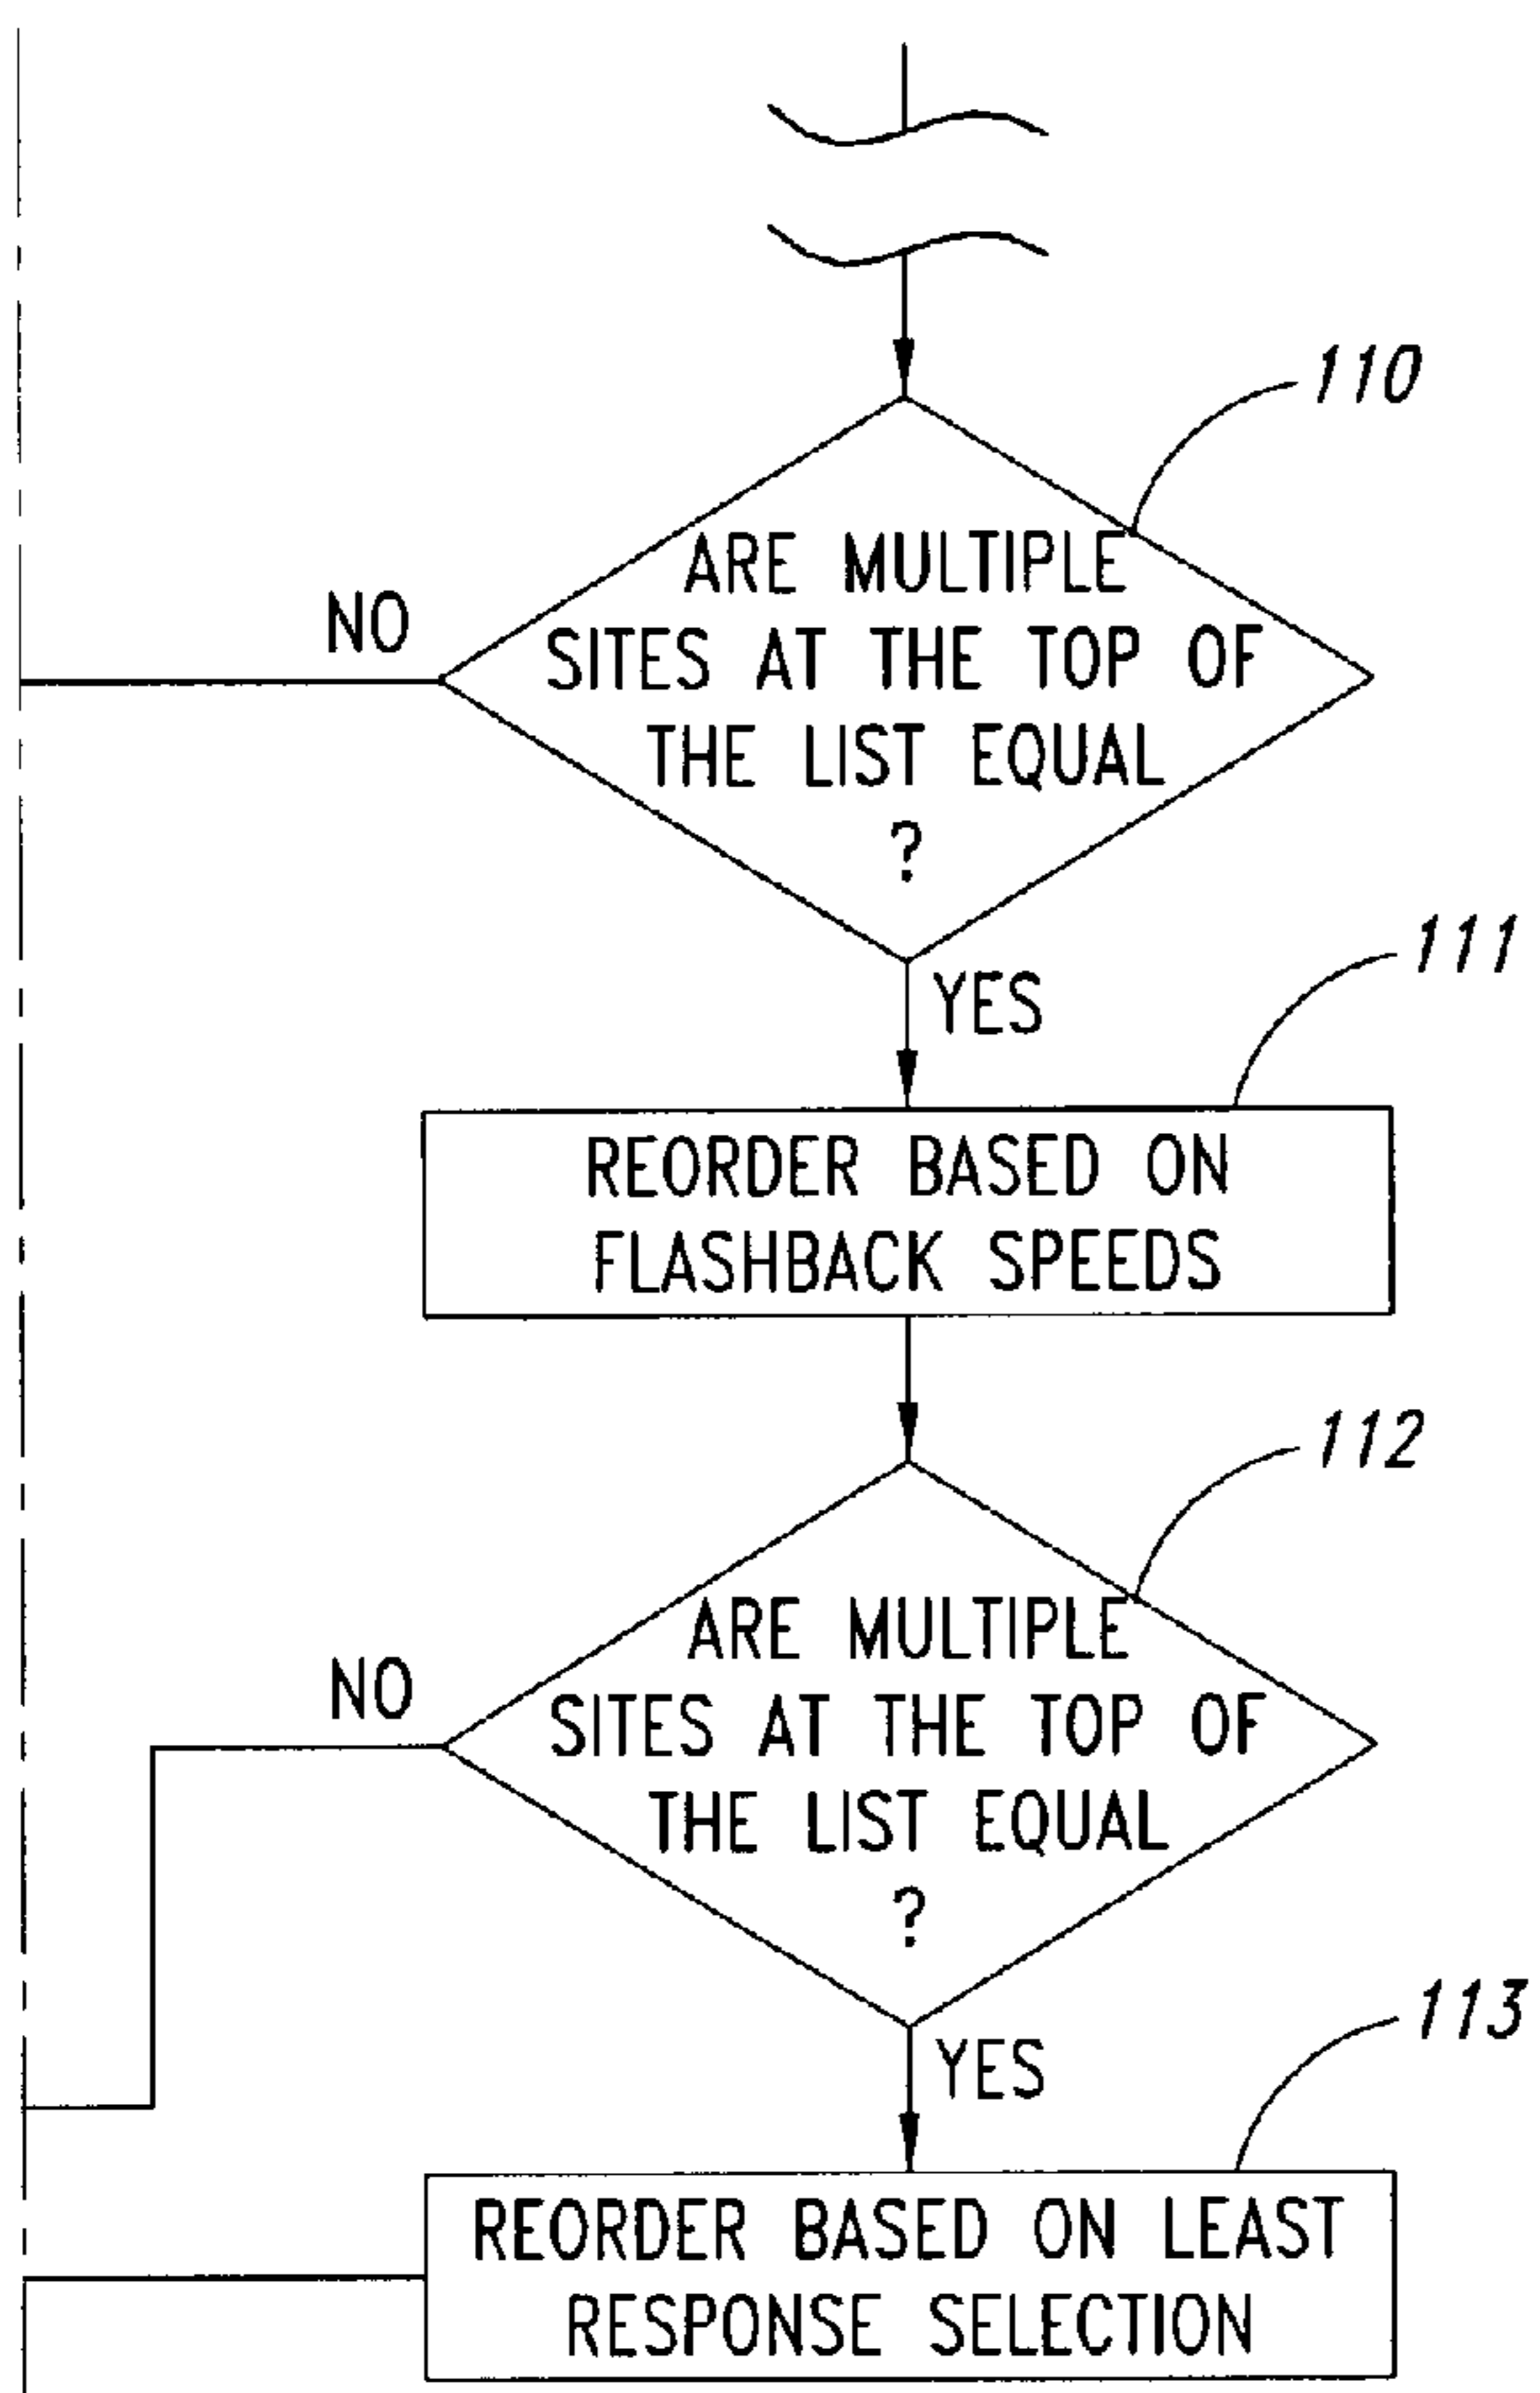 110
ARE MULTIPLE
SITES AT THE TOP OF
THE LIST EQUAL
?
NO
YES
111
REORDER BASED ON
FLASHBACK SPEEDS
112
ARE MULTIPLE
SITES AT THE TOP OF
THE LIST EQUAL
?
NO
YES
113
REORDER BASED ON LEAST
RESPONSE SELECTION